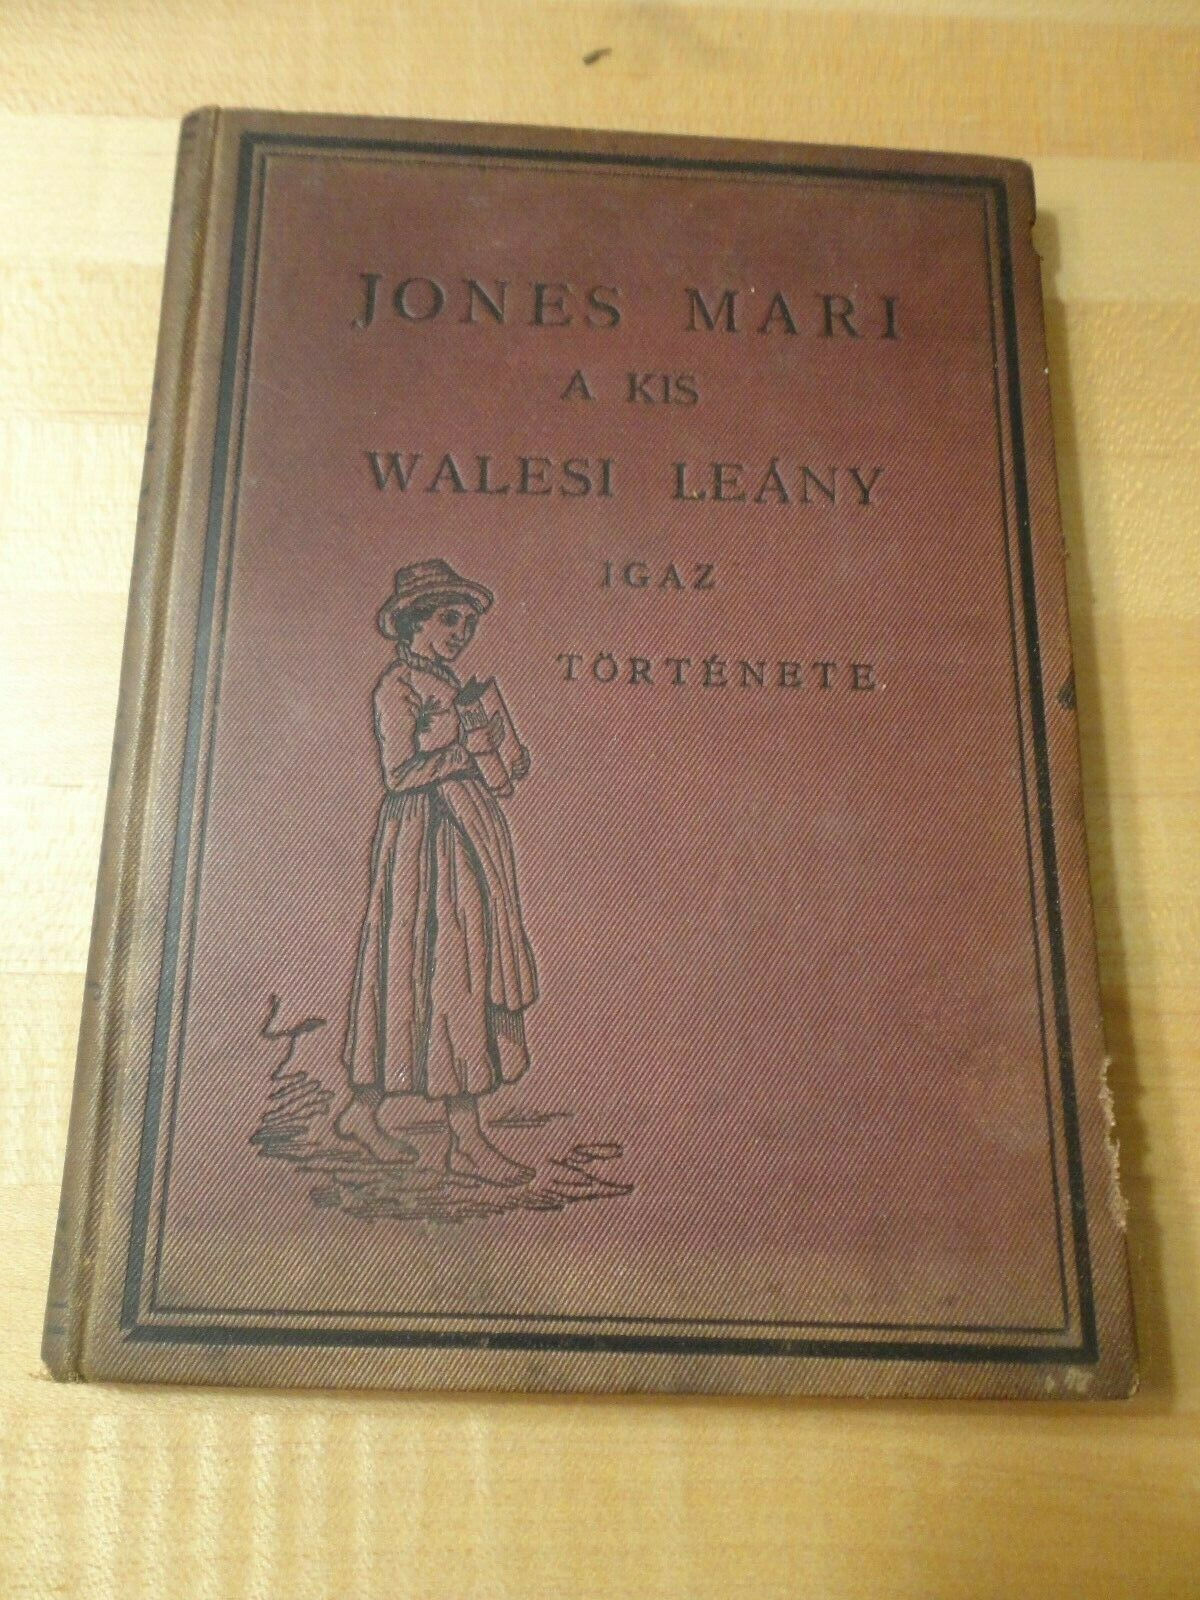 JONES MARI
A KIS
WALESI LEÁNY
IGAZ
TÖRTÉNETE